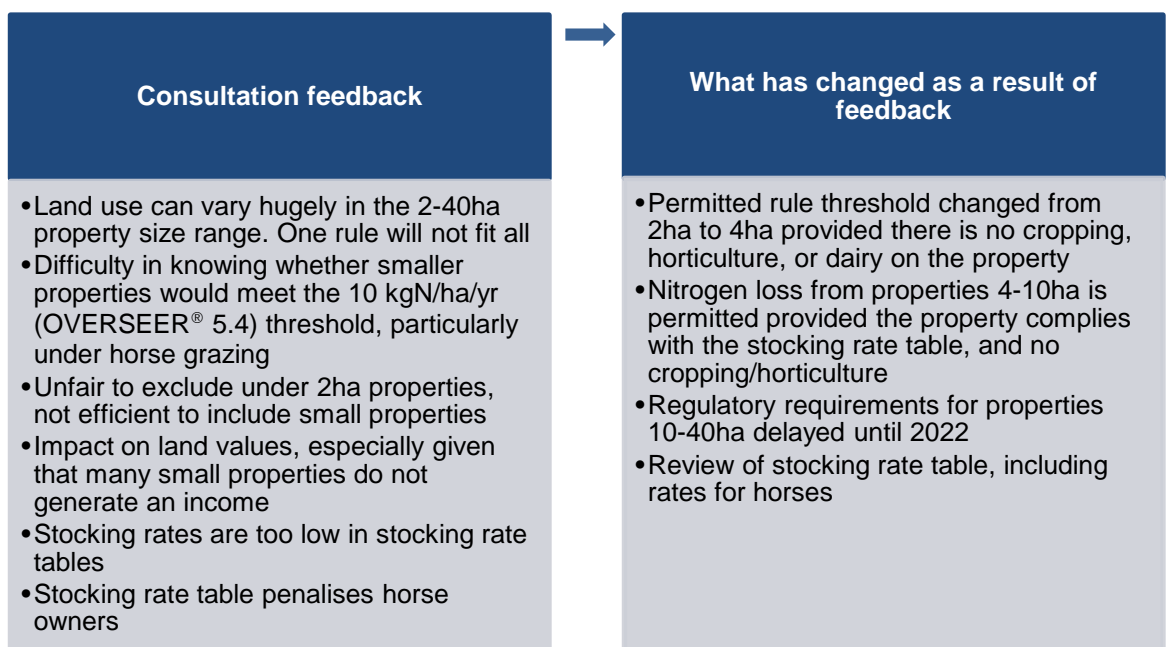 Consultation feedback
•Land use can vary hugely in the 2-40ha
property size range. One rule will not fit all
•Difficulty in knowing whether smaller
properties would meet the 10 kgN/ha/yr
(OVERSEER® 5.4) threshold, particularly
under horse grazing
•Unfair to exclude under 2ha properties,
not efficient to include small properties
•Impact on land values, especially given
that many small properties do not
generate an income
•Stocking rates are too low in stocking rate
tables
•Stocking rate table penalises horse
owners
What has changed as a result of
feedback
•Permitted rule threshold changed from
2ha to 4ha provided there is no cropping,
horticulture, or dairy on the property
•Nitrogen loss from properties 4-10ha is
permitted provided the property complies
with the stocking rate table, and no
cropping/horticulture
•Regulatory requirements for properties
10-40ha delayed until 2022
•Review of stocking rate table, including
rates for horses